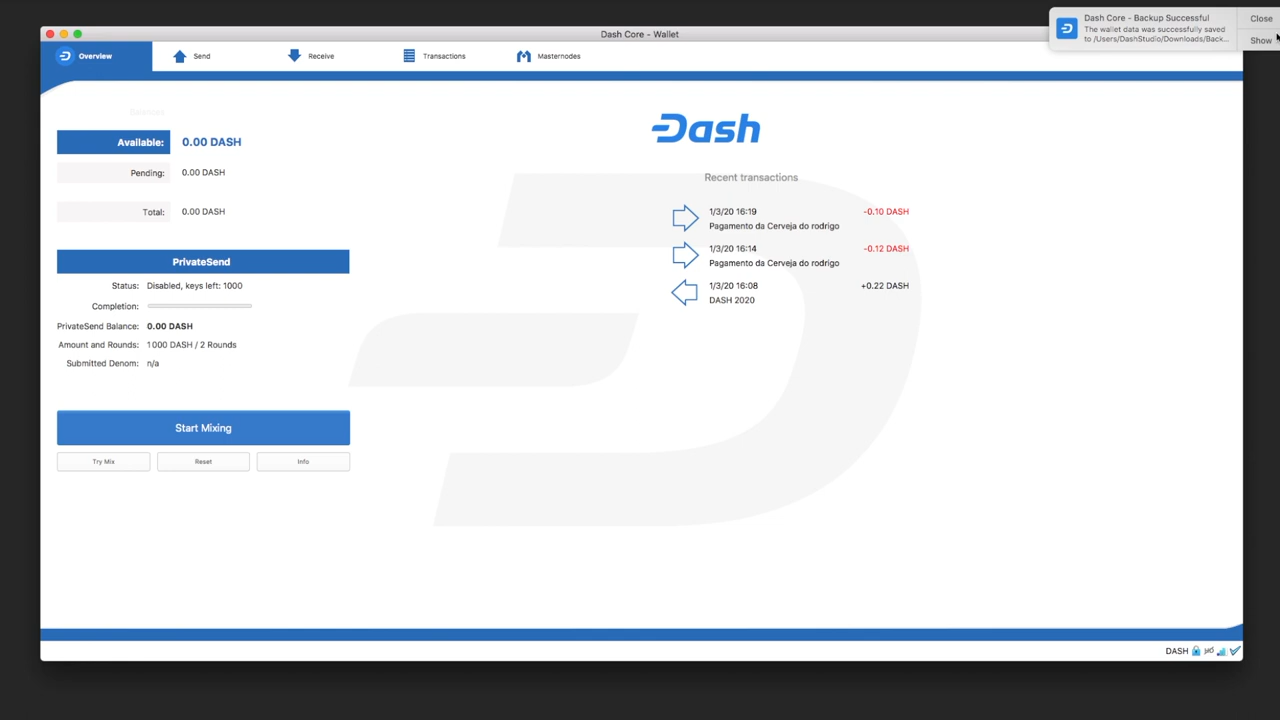 Dash Core - Wallet
Dash Core - Backup Successful
The wallet data was successfully saved
to /Users/DashStudio/Downloads/Back...
Close
Show
Overview
Send
Receive
Transactions
Masternodes
Available: 0.00 DASH
Pending: 0.00 DASH
Total: 0.00 DASH
PrivateSend
Status: Disabled, keys left: 1000
Completion:
PrivateSend Balance: 0.00 DASH
Amount and Rounds: 1000 DASH / 2 Rounds
Submitted Denom: n/a
Start Mixing
Try Mix
Reset
Info
Dash
Recent transactions
1/3/20 16:19 -0.10 DASH
Pagamento da Cerveja do rodrigo
1/3/20 16:14 -0.12 DASH
Pagamento da Cerveja do rodrigo
1/3/20 16:08 +0.22 DASH
DASH 2020
DASH